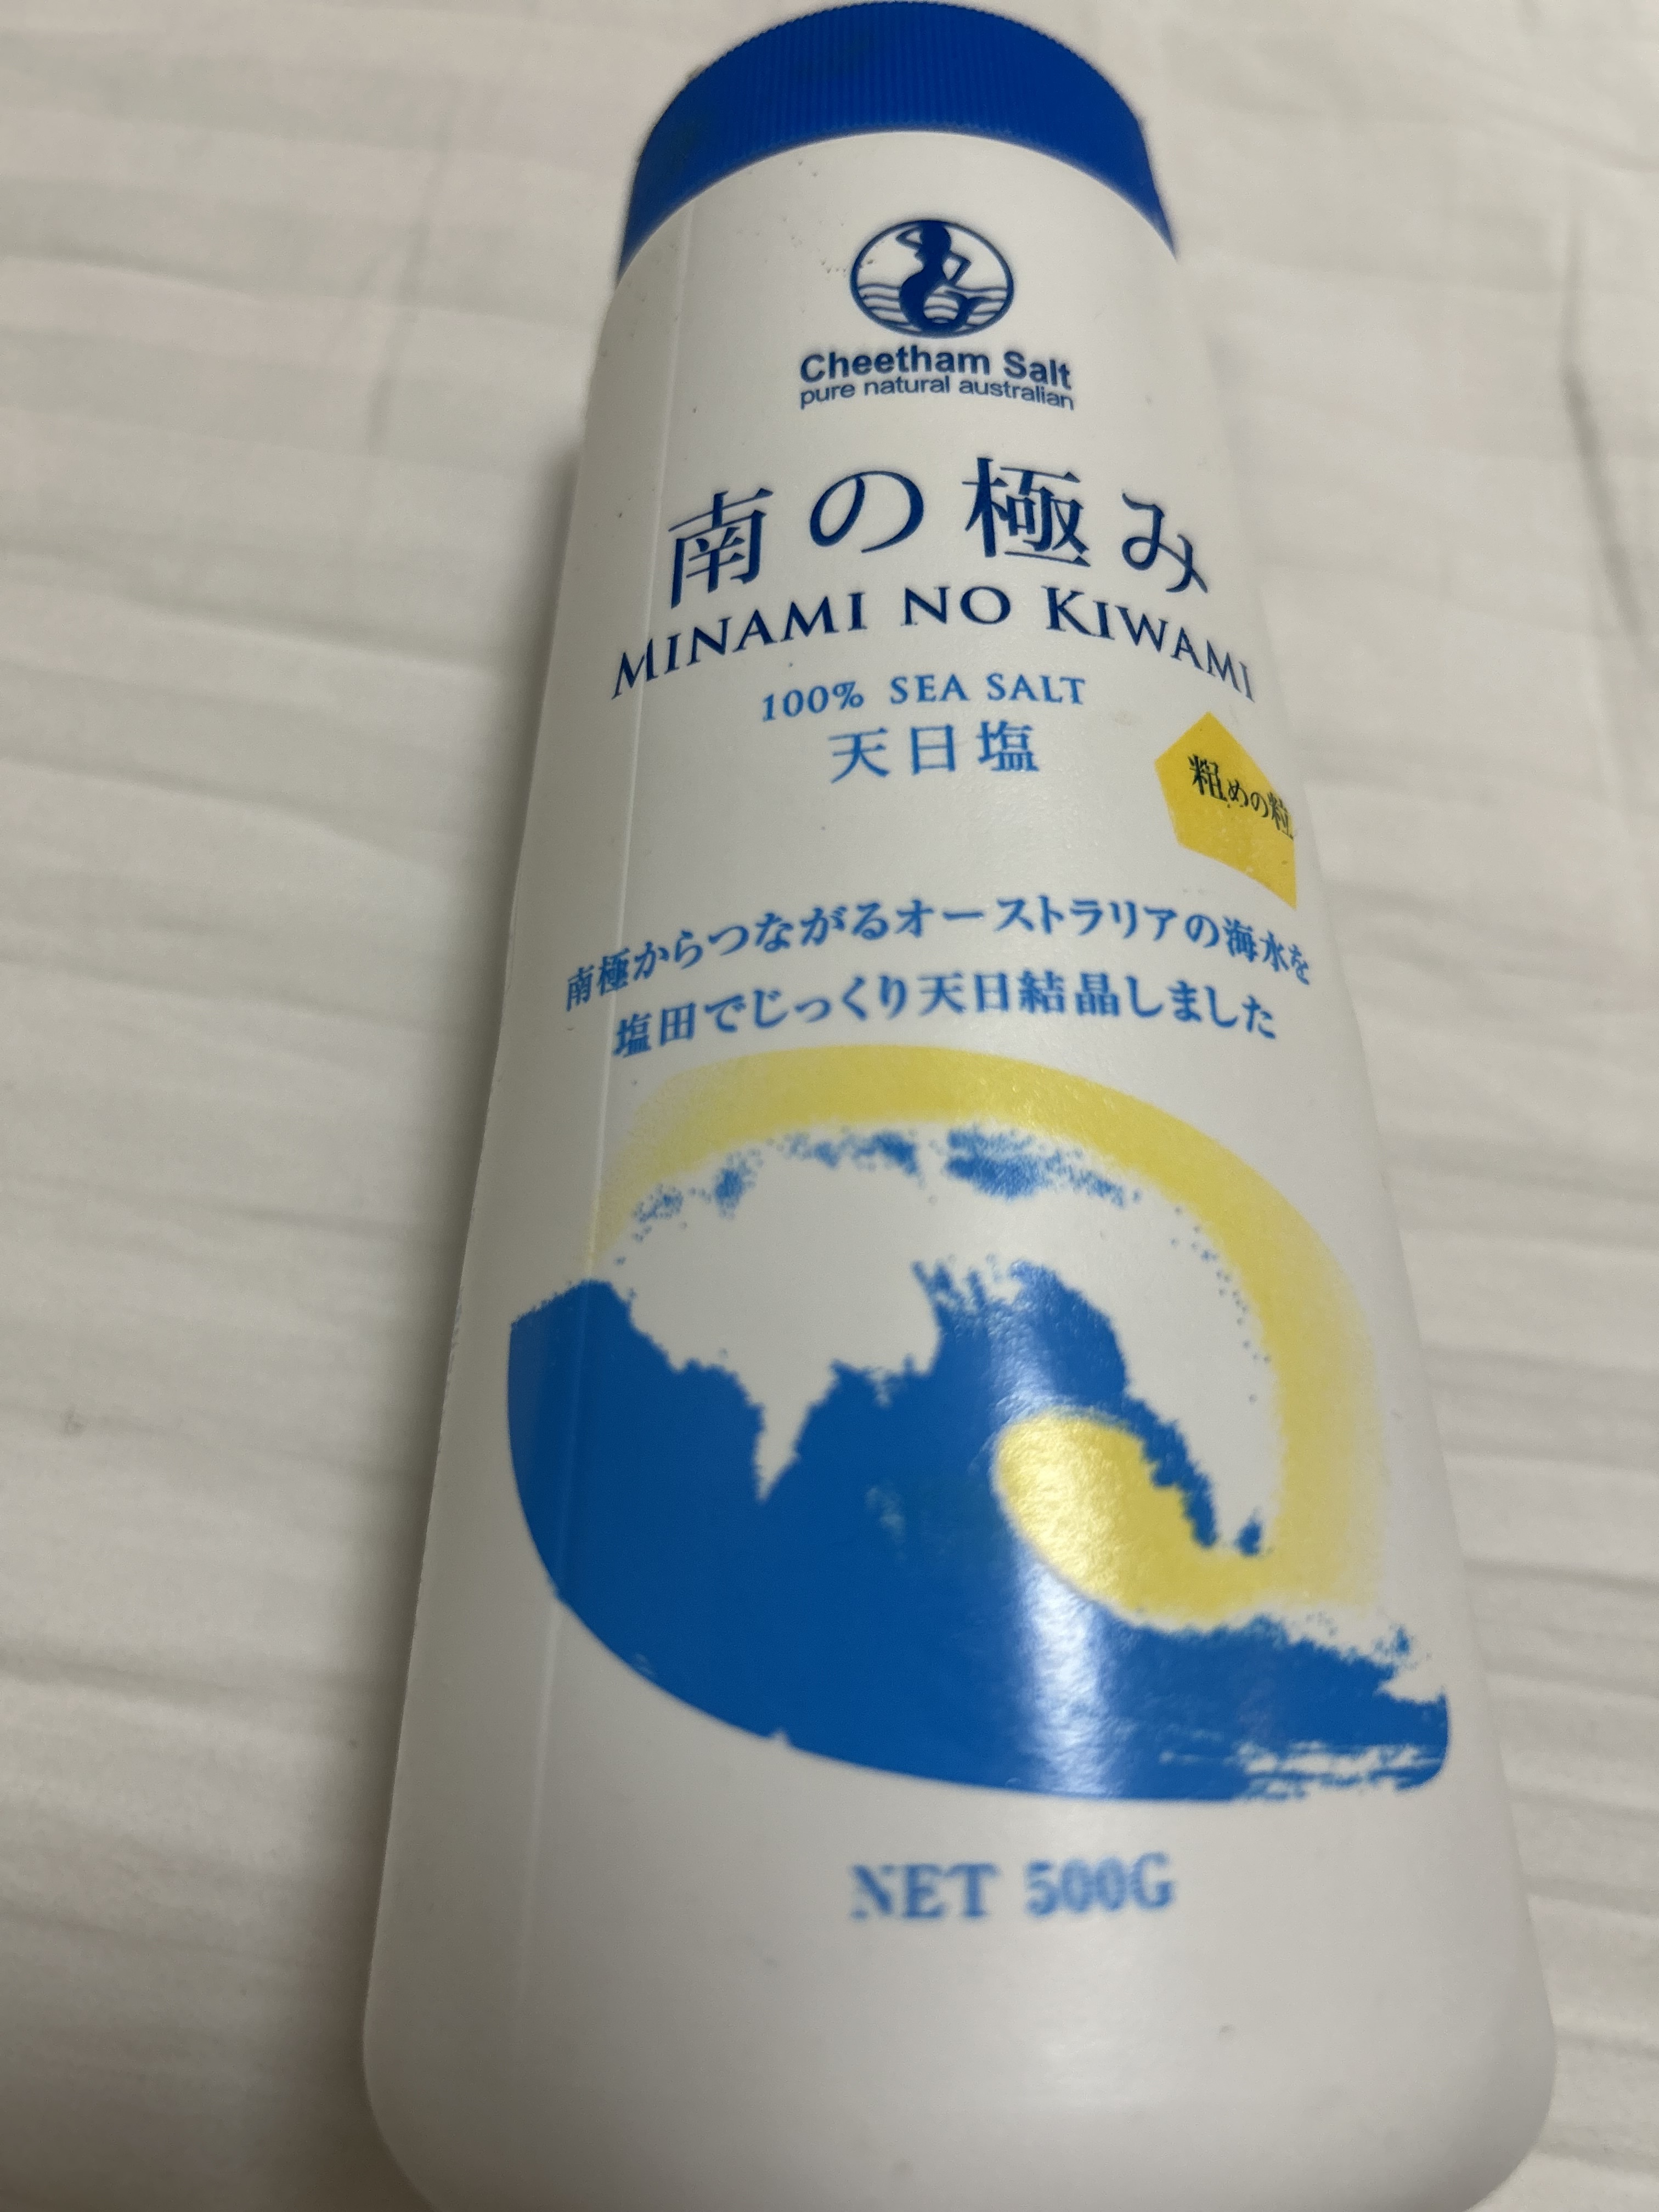 Cheetham Salt
pure natural australian
南の極み
MINAMI NO KIWAMI
100% SEA SALT
天日塩
粗めの粒
南極からつながるオーストラリアの海水を
塩田でじっくり天日結晶しました
NET 500G